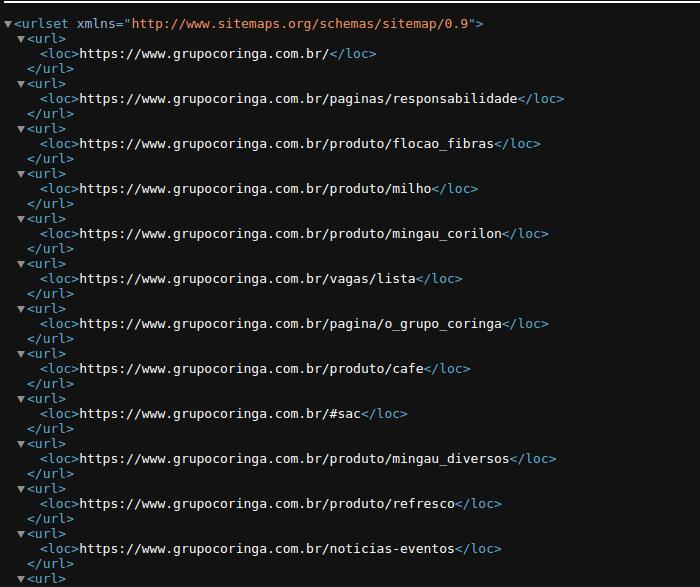 <urlset xmlns="http://www.sitemaps.org/schemas/sitemap/0.9">
<url>
<loc>https://www.grupocoringa.com.br/</loc>
</url>
<url>
<loc>https://www.grupocoringa.com.br/paginas/responsabilidade</loc>
</url>
<url>
<loc>https://www.grupocoringa.com.br/produto/flocao_fibras</loc>
</url>
<url>
<loc>https://www.grupocoringa.com.br/produto/milho</loc>
</url>
<url>
<loc>https://www.grupocoringa.com.br/produto/mingau_corilon</loc>
</url>
<url>
<loc>https://www.grupocoringa.com.br/vagas/lista</loc>
</url>
<url>
<loc>https://www.grupocoringa.com.br/pagina/o_grupo_coringa</loc>
</url>
<url>
<loc>https://www.grupocoringa.com.br/produto/cafe</loc>
</url>
<url>
<loc>https://www.grupocoringa.com.br/#sac</loc>
</url>
<url>
<loc>https://www.grupocoringa.com.br/produto/mingau_diversos</loc>
</url>
<url>
<loc>https://www.grupocoringa.com.br/produto/refresco</loc>
</url>
<url>
<loc>https://www.grupocoringa.com.br/noticias-eventos</loc>
</url>
<url>